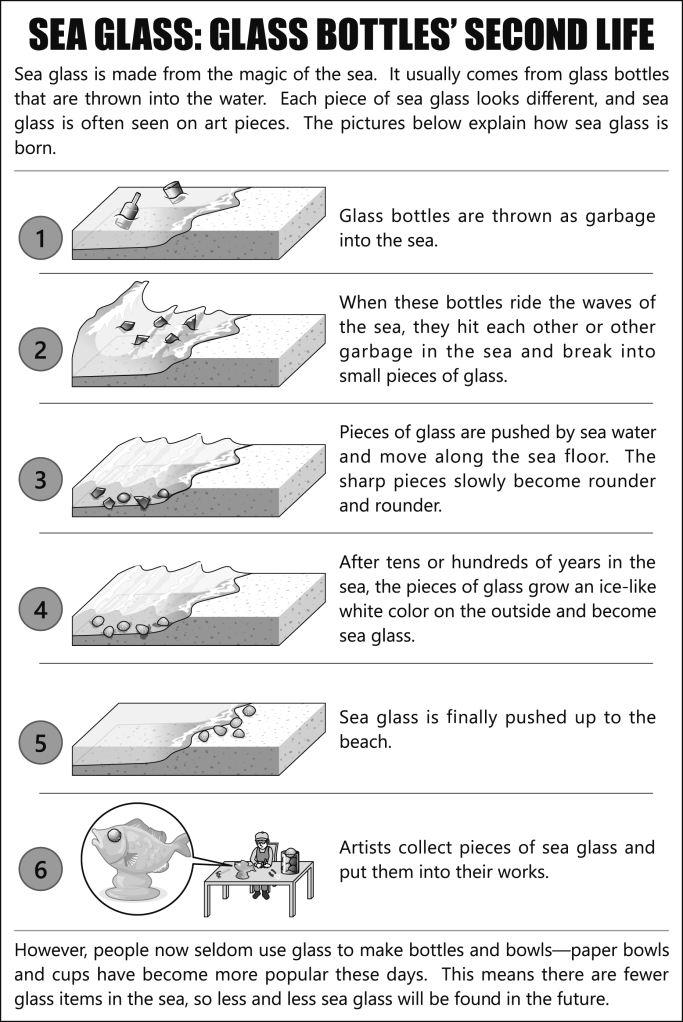 SEA GLASS: GLASS BOTTLES' SECOND LIFE
Sea glass is made from the magic of the sea. It usually comes from glass bottles
that are thrown into the water. Each piece of sea glass looks different, and sea
glass is often seen on art pieces. The pictures below explain how sea glass is
born.
1
Glass bottles are thrown as garbage
into the sea.
2
When these bottles ride the waves of
the sea, they hit each other or other
garbage in the sea and break into
small pieces of glass.
3
Pieces of glass are pushed by sea water
and move along the sea floor. The
sharp pieces slowly become rounder
and rounder.
4
After tens or hundreds of years in the
sea, the pieces of glass grow an ice-like
white color on the outside and become
sea glass.
5
Sea glass is finally pushed up to the
beach.
6
Artists collect pieces of sea glass and
put them into their works.
However, people now seldom use glass to make bottles and bowls—paper bowls
and cups have become more popular these days. This means there are fewer
glass items in the sea, so less and less sea glass will be found in the future.